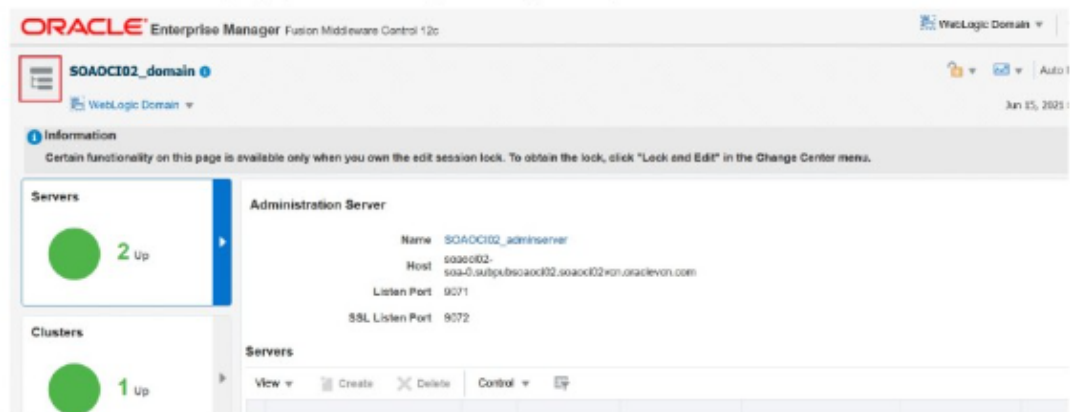 ORACLE Enterprise Manager Fusion Middleware Control 12c
WebLogic Domain
SOAOCI02_domain
Auto
WebLogic Domain
Jun 15, 2021
Information
Certain functionality on this page is available only when you own the edit session lock. To obtain the lock, click "Lock and Edit" in the Change Center menu.
Servers
2 Up
Administration Server
Name SOAOCI02_adminserver
Host soaoci02-
soa-0.subpubsoaoci02.soaoci02vcn.oraclevcn.com
Listen Port 9071
SSL Listen Port 9072
Clusters
1 Up
Servers
View Create Delete Control